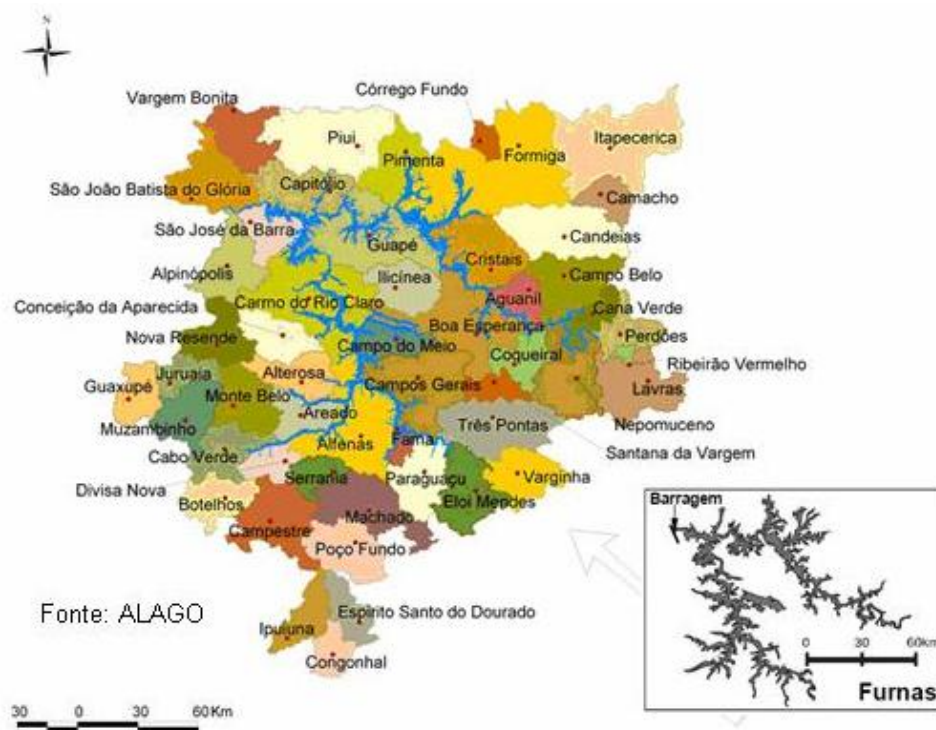 N
Vargem Bonita
Córrego Fundo
Piui
Formiga
Itapecerica
Pimenta
São João Batista do Glória
Capitólio
Camacho
São José da Barra
Guapé
Candeias
Cristais
Alpinópolis
Ilicínea
Campo Belo
Conceição da Aparecida
Carmo do Rio Claro
Aguanil
Cana Verde
Nova Resende
Boa Esperança
Campo do Meio
Perdões
Coqueiral
Ribeirão Vermelho
Juruaia
Alterosa
Guaxupé
Campos Gerais
Lavras
Monte Belo
Areado
Nepomuceno
Muzambinho
Três Pontas
Alfenas
Fama
Santana da Vargem
Cabo Verde
Divisa Nova
Serrania
Paraguaçu
Varginha
Botelhos
Eloi Mendes
Machado
Campestre
Poço Fundo
Espirito Santo do Dourado
Ipuiuna
Congonhal
Fonte: ALAGO
30 0 30 60 Km
Barragem
0 30 60km
Furnas